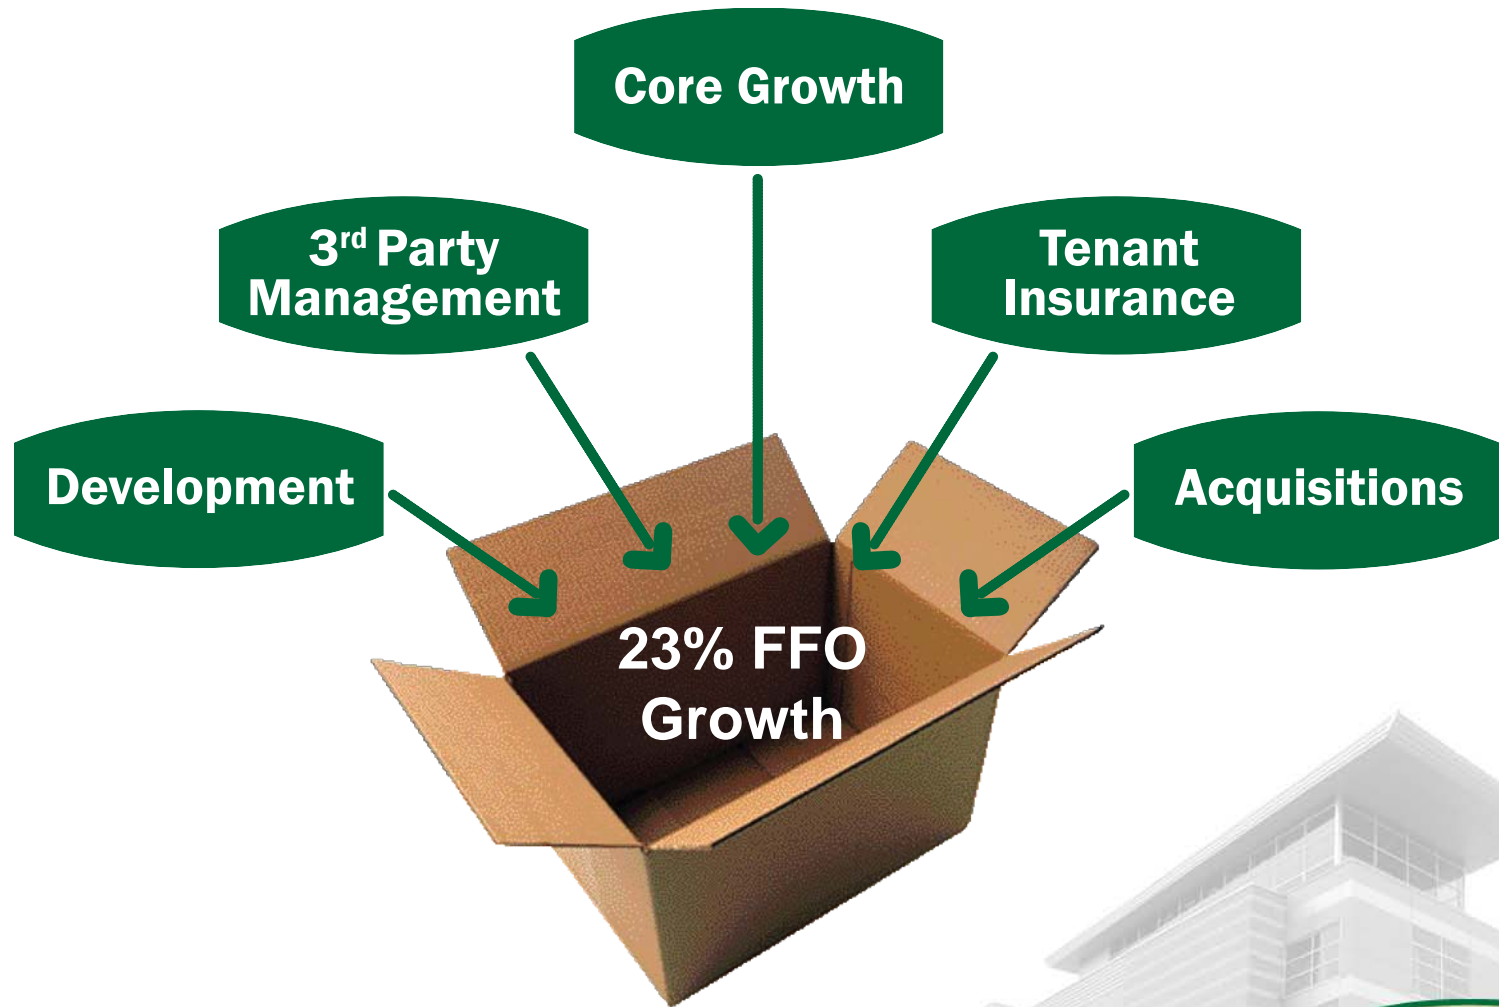 Core Growth
3rd Party
Management
Tenant
Insurance
Development
Acquisitions
23% FFO
Growth